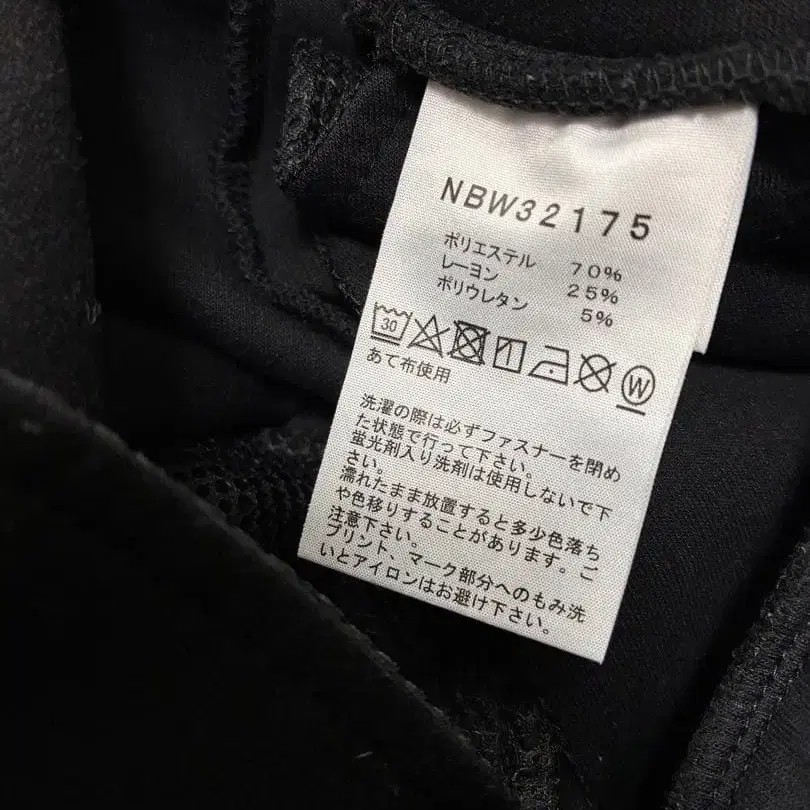 NBW32175
ポリエステル 70%
レーヨン 25%
ポリウレタン 5%
30 W
あて布使用
洗濯の際は必ずファスナーを閉め
た状態で行って下さい。
蛍光剤入り洗剤は使用しないで下
さい。
濡れたまま放置すると多少色落ち
や色移りすることがあります。ご
注意下さい。
プリント、マーク部分へのもみ洗
いとアイロンはお避け下さい。